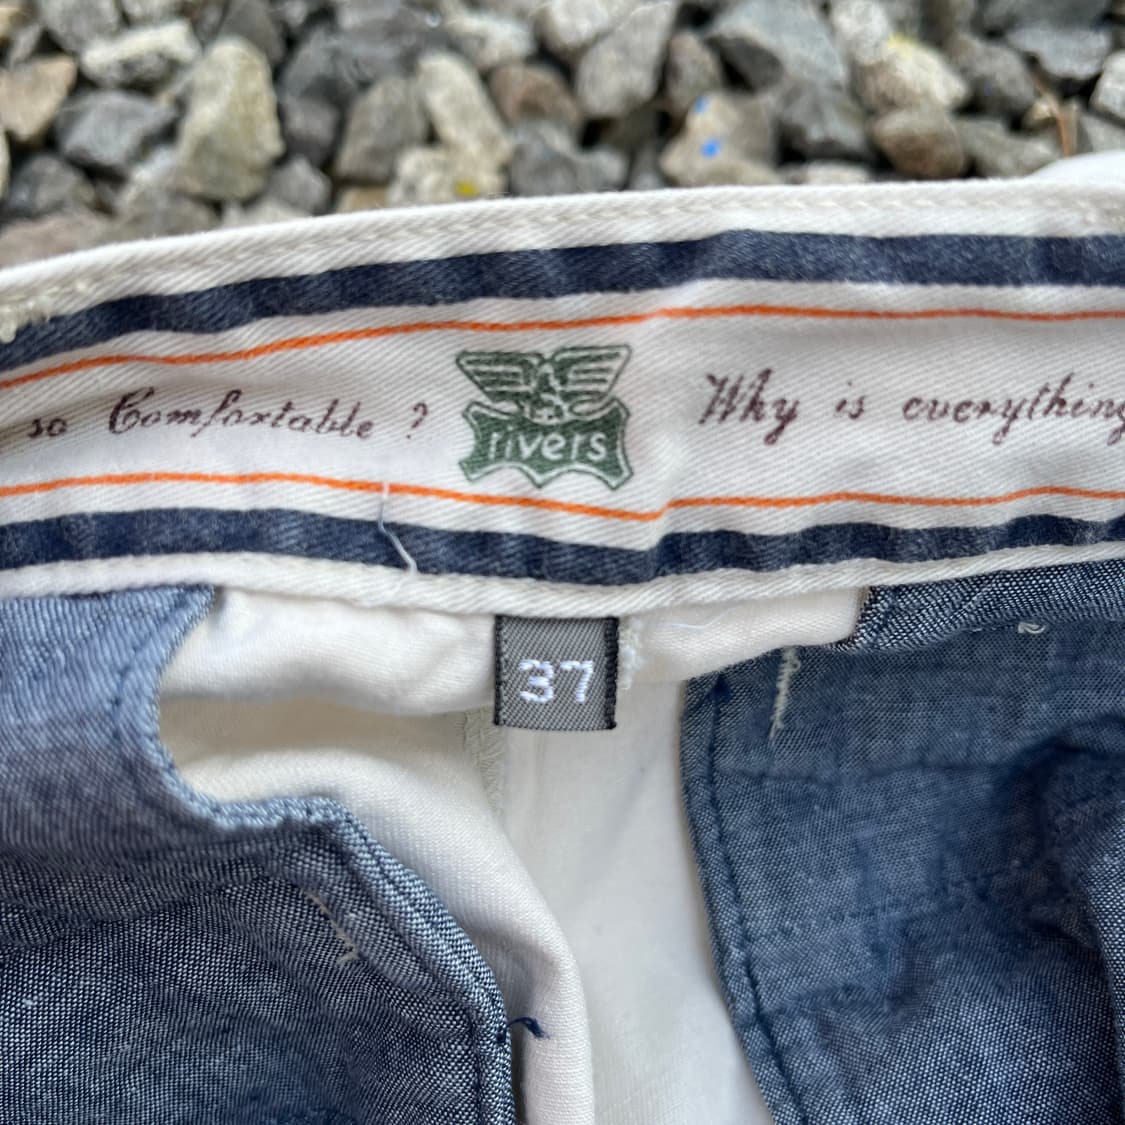 so Comfortable ?
rivers
Why is everything
37